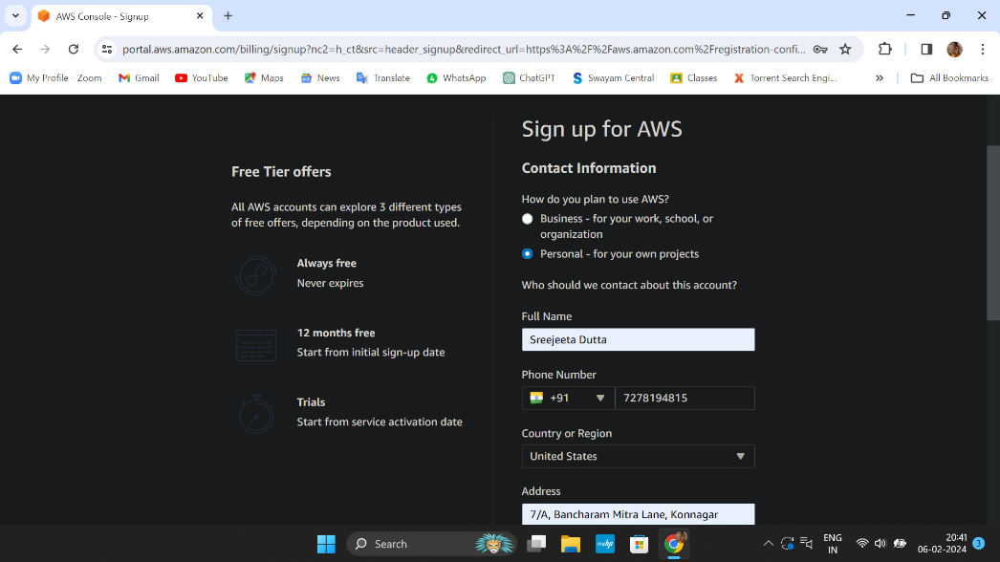 AWS Console - Signup
portal.aws.amazon.com/billing/signup?nc2=h_ct&src=header_signup&redirect_url=https%3A%2F%2Faws.amazon.com%2Fregistration-confi...
My Profile - Zoom
Gmail
YouTube
Maps
News
Translate
WhatsApp
ChatGPT
Swayam Central
Classes
Torrent Search Engi...
»
All Bookmarks
Free Tier offers
All AWS accounts can explore 3 different types
of free offers, depending on the product used.
Always free
Never expires
12 months free
Start from initial sign-up date
Trials
Start from service activation date
Sign up for AWS
Contact Information
How do you plan to use AWS?
Business - for your work, school, or
organization
Personal - for your own projects
Who should we contact about this account?
Full Name
Sreejeeta Dutta
Phone Number
+91
7278194815
Country or Region
United States
Address
7/A, Bancharam Mitra Lane, Konnagar
Search
ENG
IN
20:41
06-02-2024
3